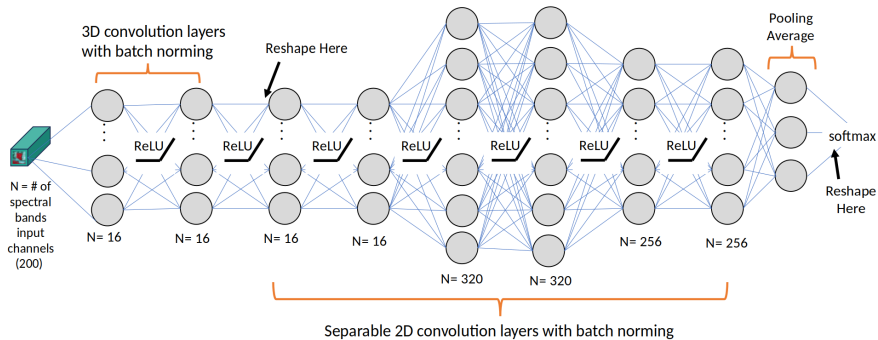 3D convolution layers
with batch norming
Reshape Here
Pooling
Average
ReLU
ReLU
ReLU
ReLU
ReLU
ReLU
ReLU
softmax
Reshape
Here
N = # of
spectral
bands
input
channels
(200)
N= 16
N= 16
N= 16
N= 16
N= 320
N= 320
N= 256
N= 256
Separable 2D convolution layers with batch norming